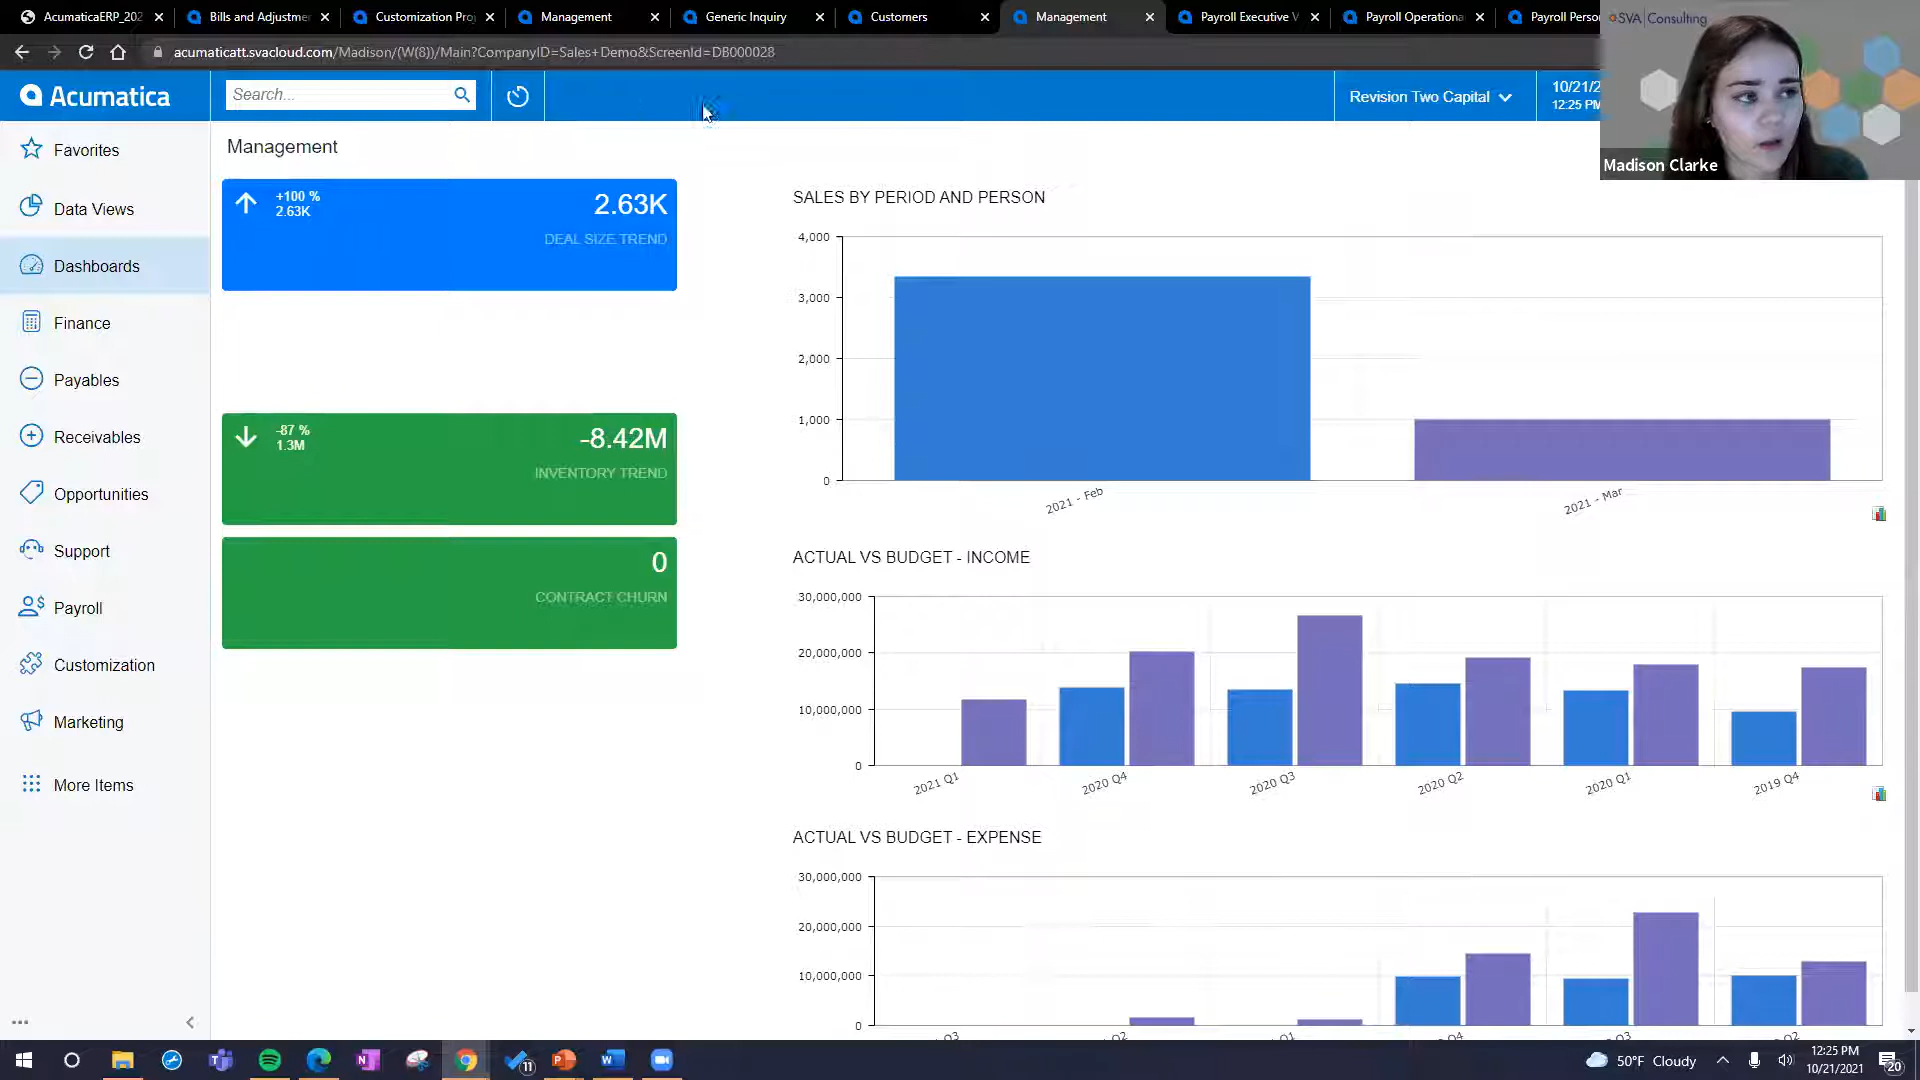 AcumaticaERP_202
Bills and Adjustmen
Customization Proj
Management
Generic Inquiry
Customers
Management
Payroll Executive V
Payroll Operationa
Payroll Perso
SVA | Consulting
acumaticatt.svacloud.com/Madison/(W(8))/Main?CompanyID=Sales+Demo&ScreenId=DB000028
Acumatica
Search...
Revision Two Capital
10/21/2
12:25 PM
Madison Clarke
Favorites
Data Views
Dashboards
Finance
Payables
Receivables
Opportunities
Support
Payroll
Customization
Marketing
More Items
Management
+100 %
2.63K
2.63K
DEAL SIZE TREND
-87 %
1.3M
-8.42M
INVENTORY TREND
0
CONTRACT CHURN
SALES BY PERIOD AND PERSON
4,000
3,000
2,000
1,000
0
2021 - Feb
2021 - Mar
ACTUAL VS BUDGET - INCOME
30,000,000
20,000,000
10,000,000
0
2021 Q1
2020 Q4
2020 Q3
2020 Q2
2020 Q1
2019 Q4
ACTUAL VS BUDGET - EXPENSE
30,000,000
20,000,000
10,000,000
0
11
50°F Cloudy
12:25 PM
10/21/2021
20